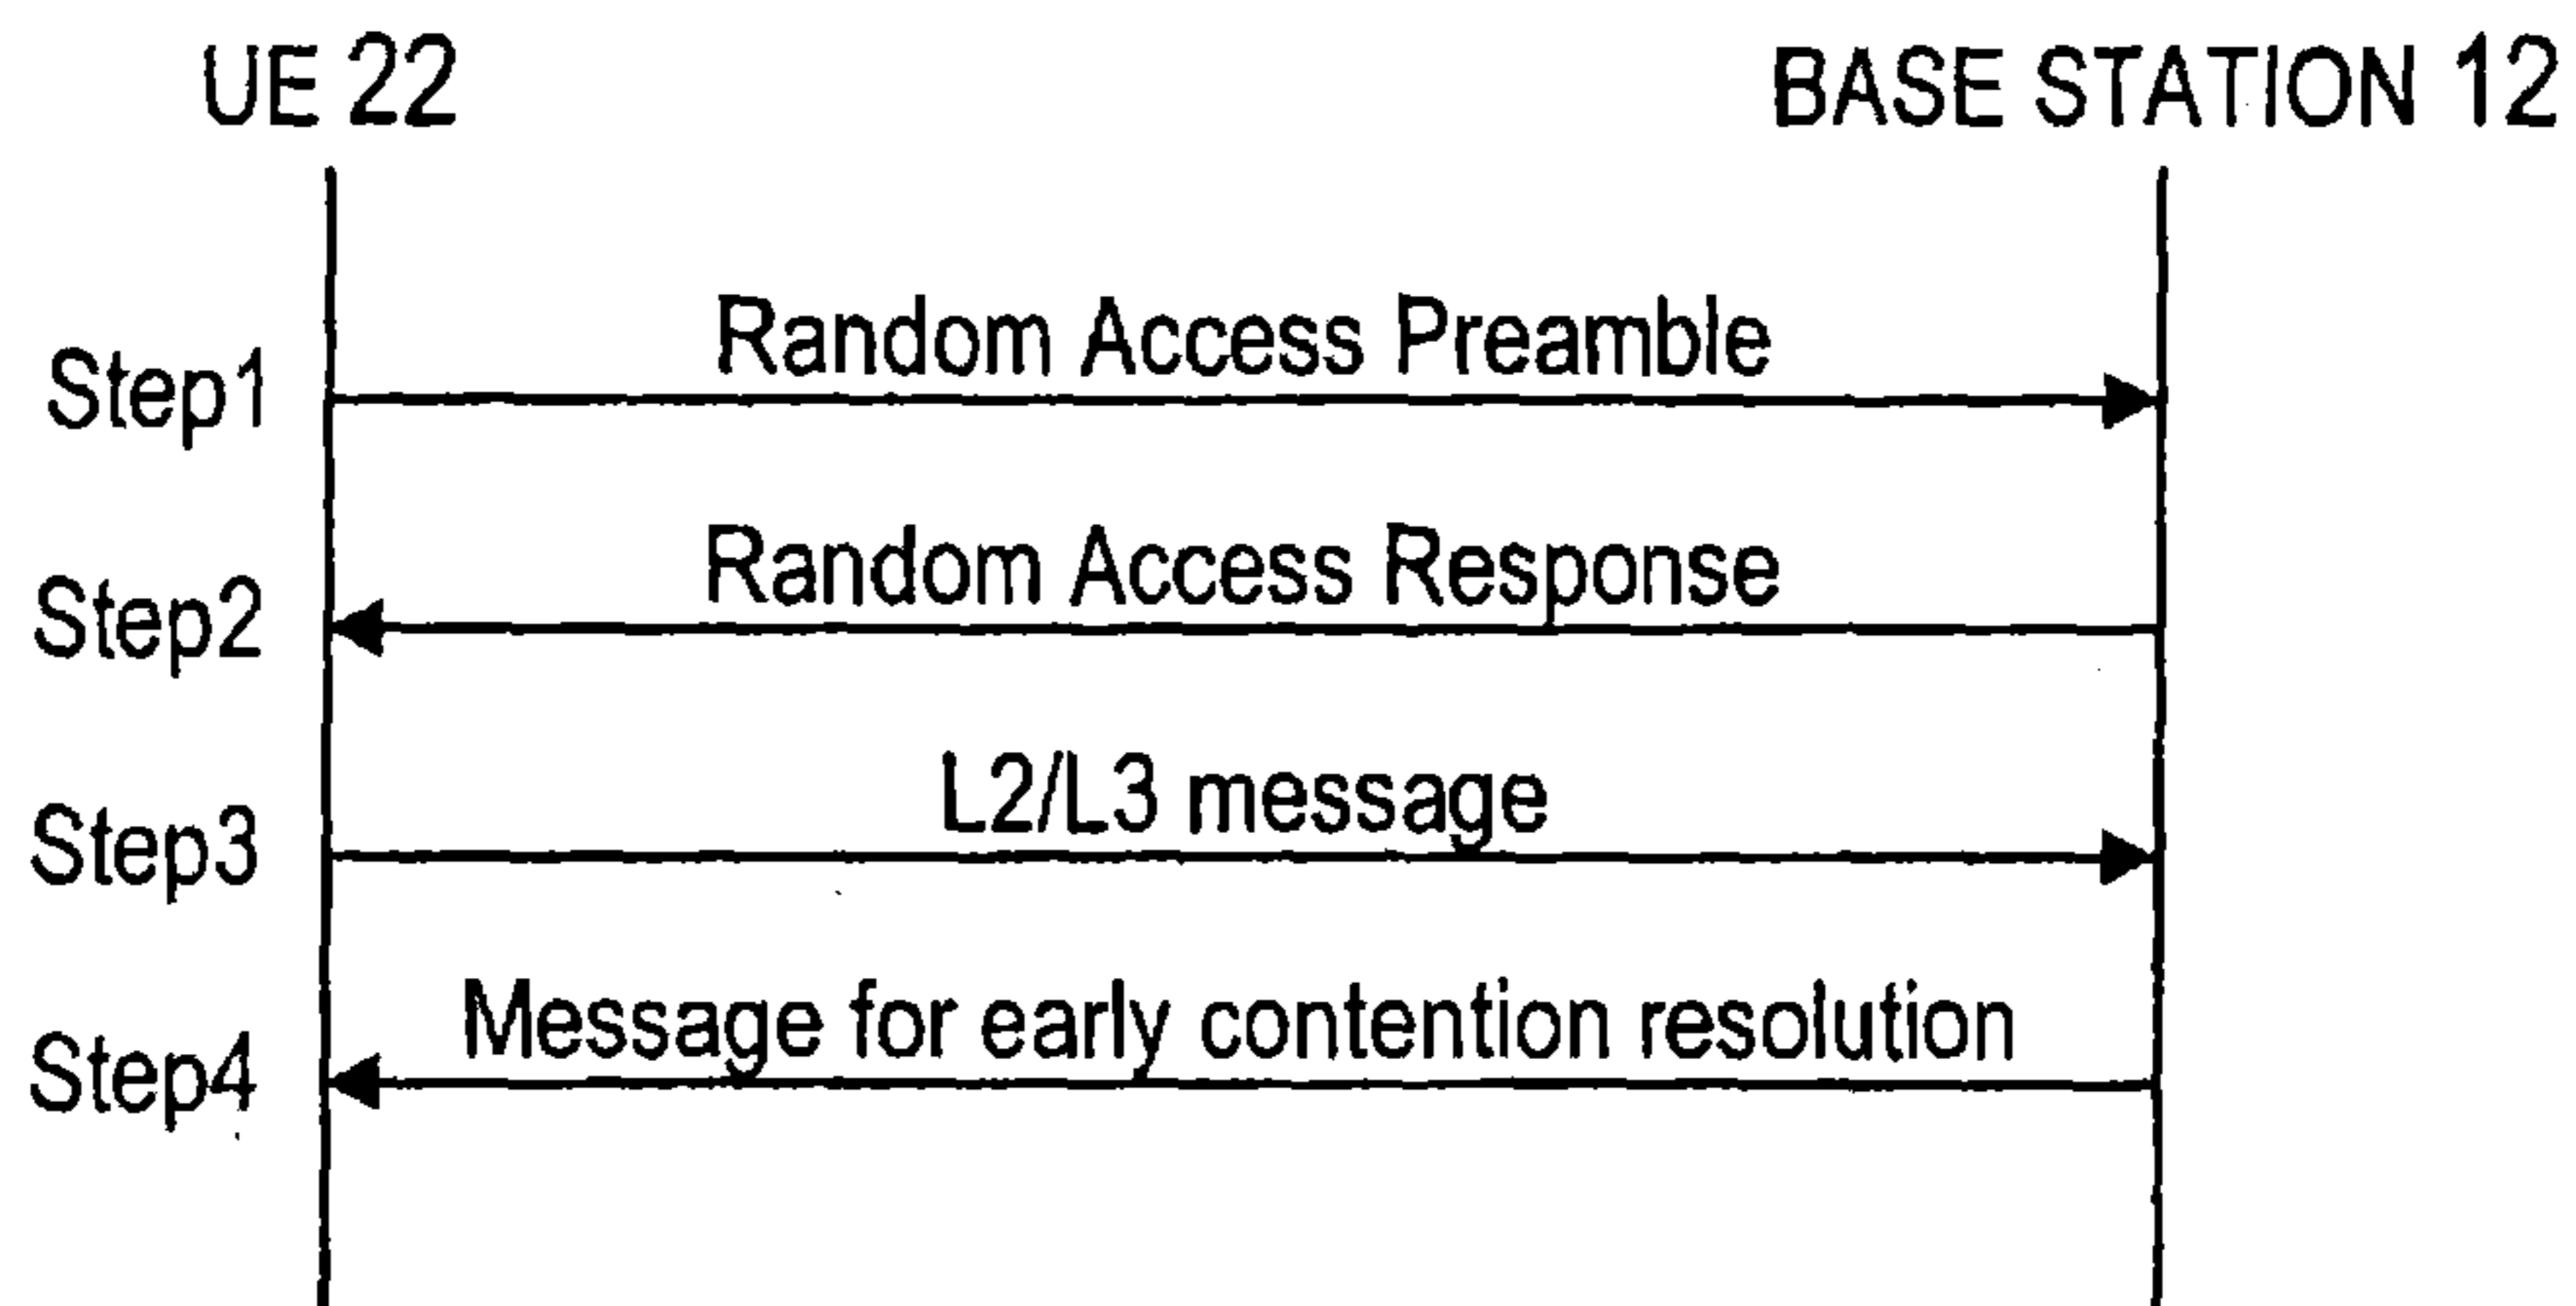 UE 22
BASE STATION 12
Random Access Preamble
Step1
Random Access Response
Step2
L2/L3 message
Step3
Message for early contention resolution
Step4